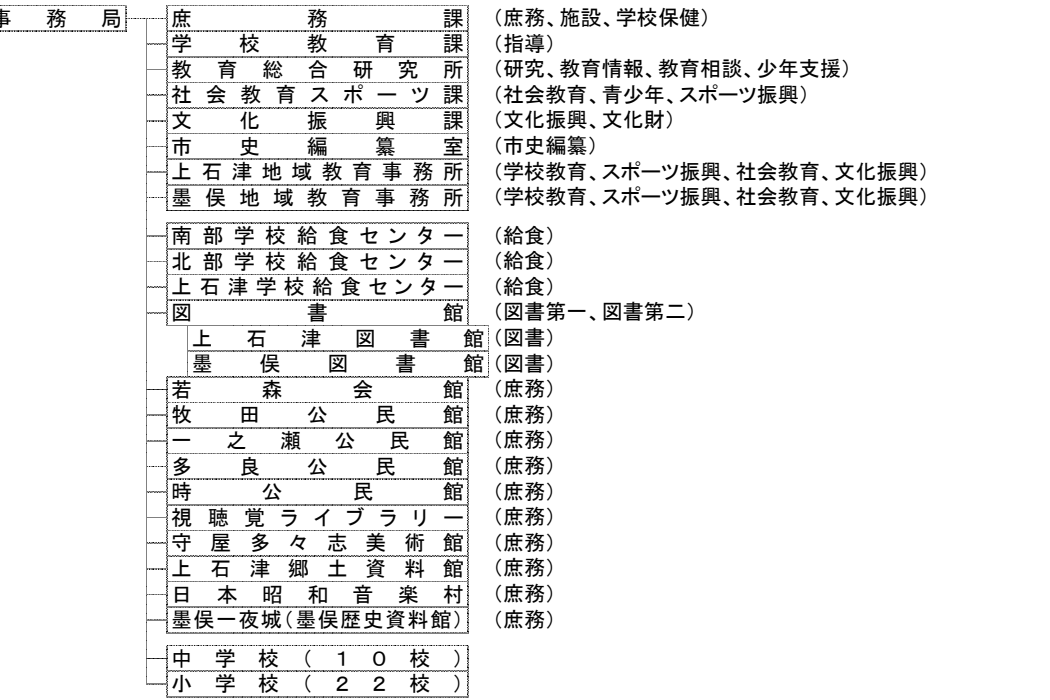 事務局 庶務課 (庶務、施設、学校保健)
学校教育課 (指導)
教育総合研究所 (研究、教育情報、教育相談、少年支援)
社会教育スポーツ課 (社会教育、青少年、スポーツ振興)
文化振興課 (文化振興、文化財)
市史編纂室 (市史編纂)
上石津地域教育事務所 (学校教育、スポーツ振興、社会教育、文化振興)
墨俣地域教育事務所 (学校教育、スポーツ振興、社会教育、文化振興)
南部学校給食センター (給食)
北部学校給食センター (給食)
上石津学校給食センター (給食)
図書館 (図書第一、図書第二)
上石津図書館 (図書)
墨俣図書館 (図書)
若森会館 (庶務)
牧田公民館 (庶務)
一之瀬公民館 (庶務)
多良公民館 (庶務)
時公民館 (庶務)
視聴覚ライブラリー (庶務)
守屋多々志美術館 (庶務)
上石津郷土資料館 (庶務)
日本昭和音楽村 (庶務)
墨俣一夜城(墨俣歴史資料館) (庶務)
中学校(10校)
小学校(22校)